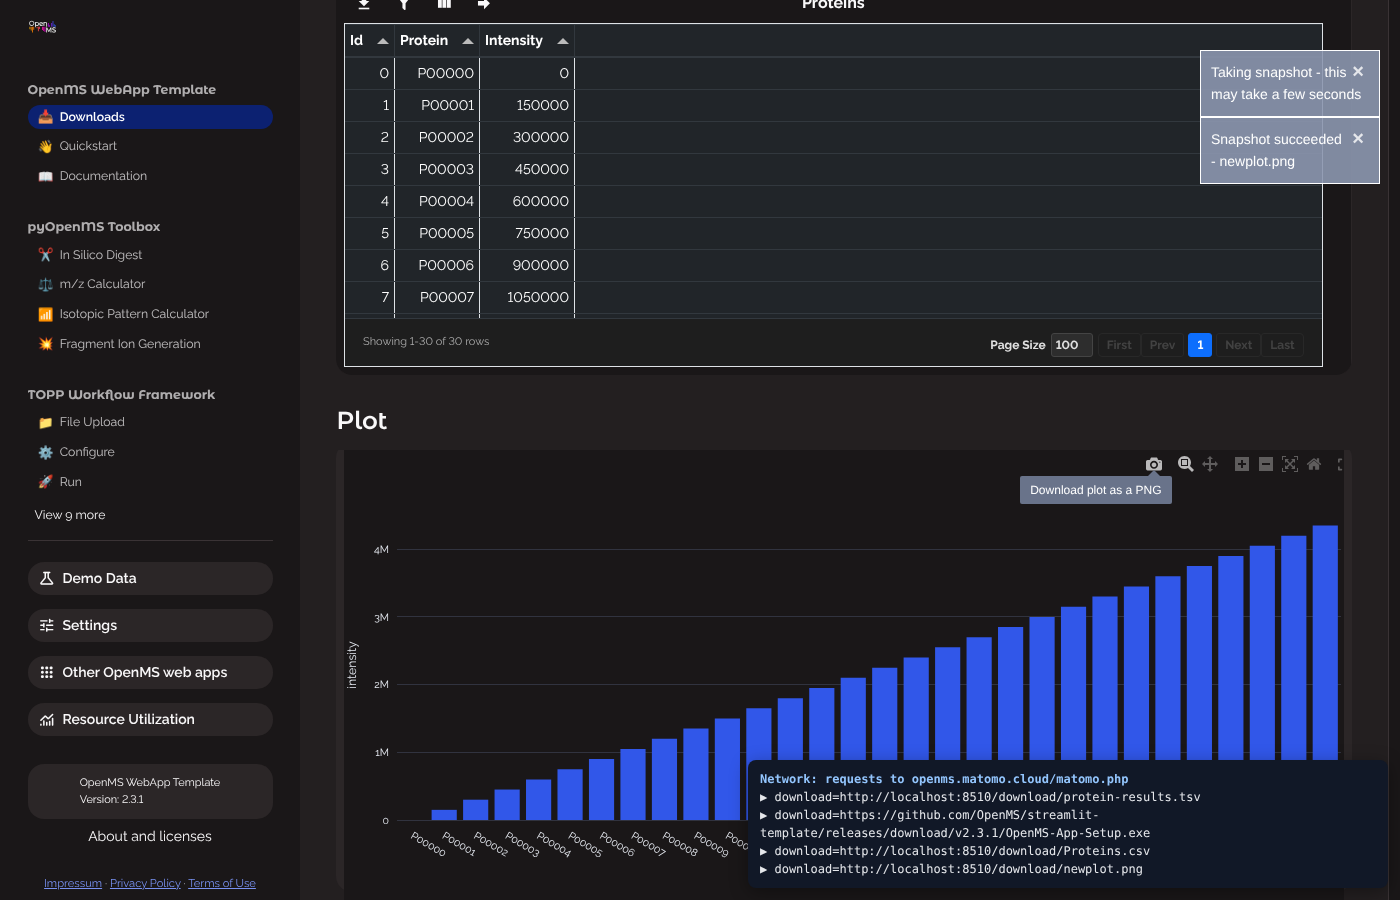 Open
MS
OpenMS WebApp Template
Downloads
Quickstart
Documentation
pyOpenMS Toolbox
In Silico Digest
m/z Calculator
Isotopic Pattern Calculator
Fragment Ion Generation
TOPP Workflow Framework
File Upload
Configure
Run
View 9 more
Demo Data
Settings
Other OpenMS web apps
Resource Utilization
OpenMS WebApp Template
Version: 2.3.1
About and licenses
Impressum · Privacy Policy · Terms of Use
Proteins
Id Protein Intensity
0 P00000 0
1 P00001 150000
2 P00002 300000
3 P00003 450000
4 P00004 600000
5 P00005 750000
6 P00006 900000
7 P00007 1050000
Showing 1-30 of 30 rows
Page Size 100 First Prev 1 Next Last
Taking snapshot - this
may take a few seconds
Snapshot succeeded
- newplot.png
Plot
Download plot as a PNG
4M
3M
2M
1M
0
intensity
P00000
P00001
P00002
P00003
P00004
P00005
P00006
P00007
P00008
P00009
Network: requests to openms.matomo.cloud/matomo.php
▶ download=http://localhost:8510/download/protein-results.tsv
▶ download=https://github.com/OpenMS/streamlit-
template/releases/download/v2.3.1/OpenMS-App-Setup.exe
▶ download=http://localhost:8510/download/Proteins.csv
▶ download=http://localhost:8510/download/newplot.png